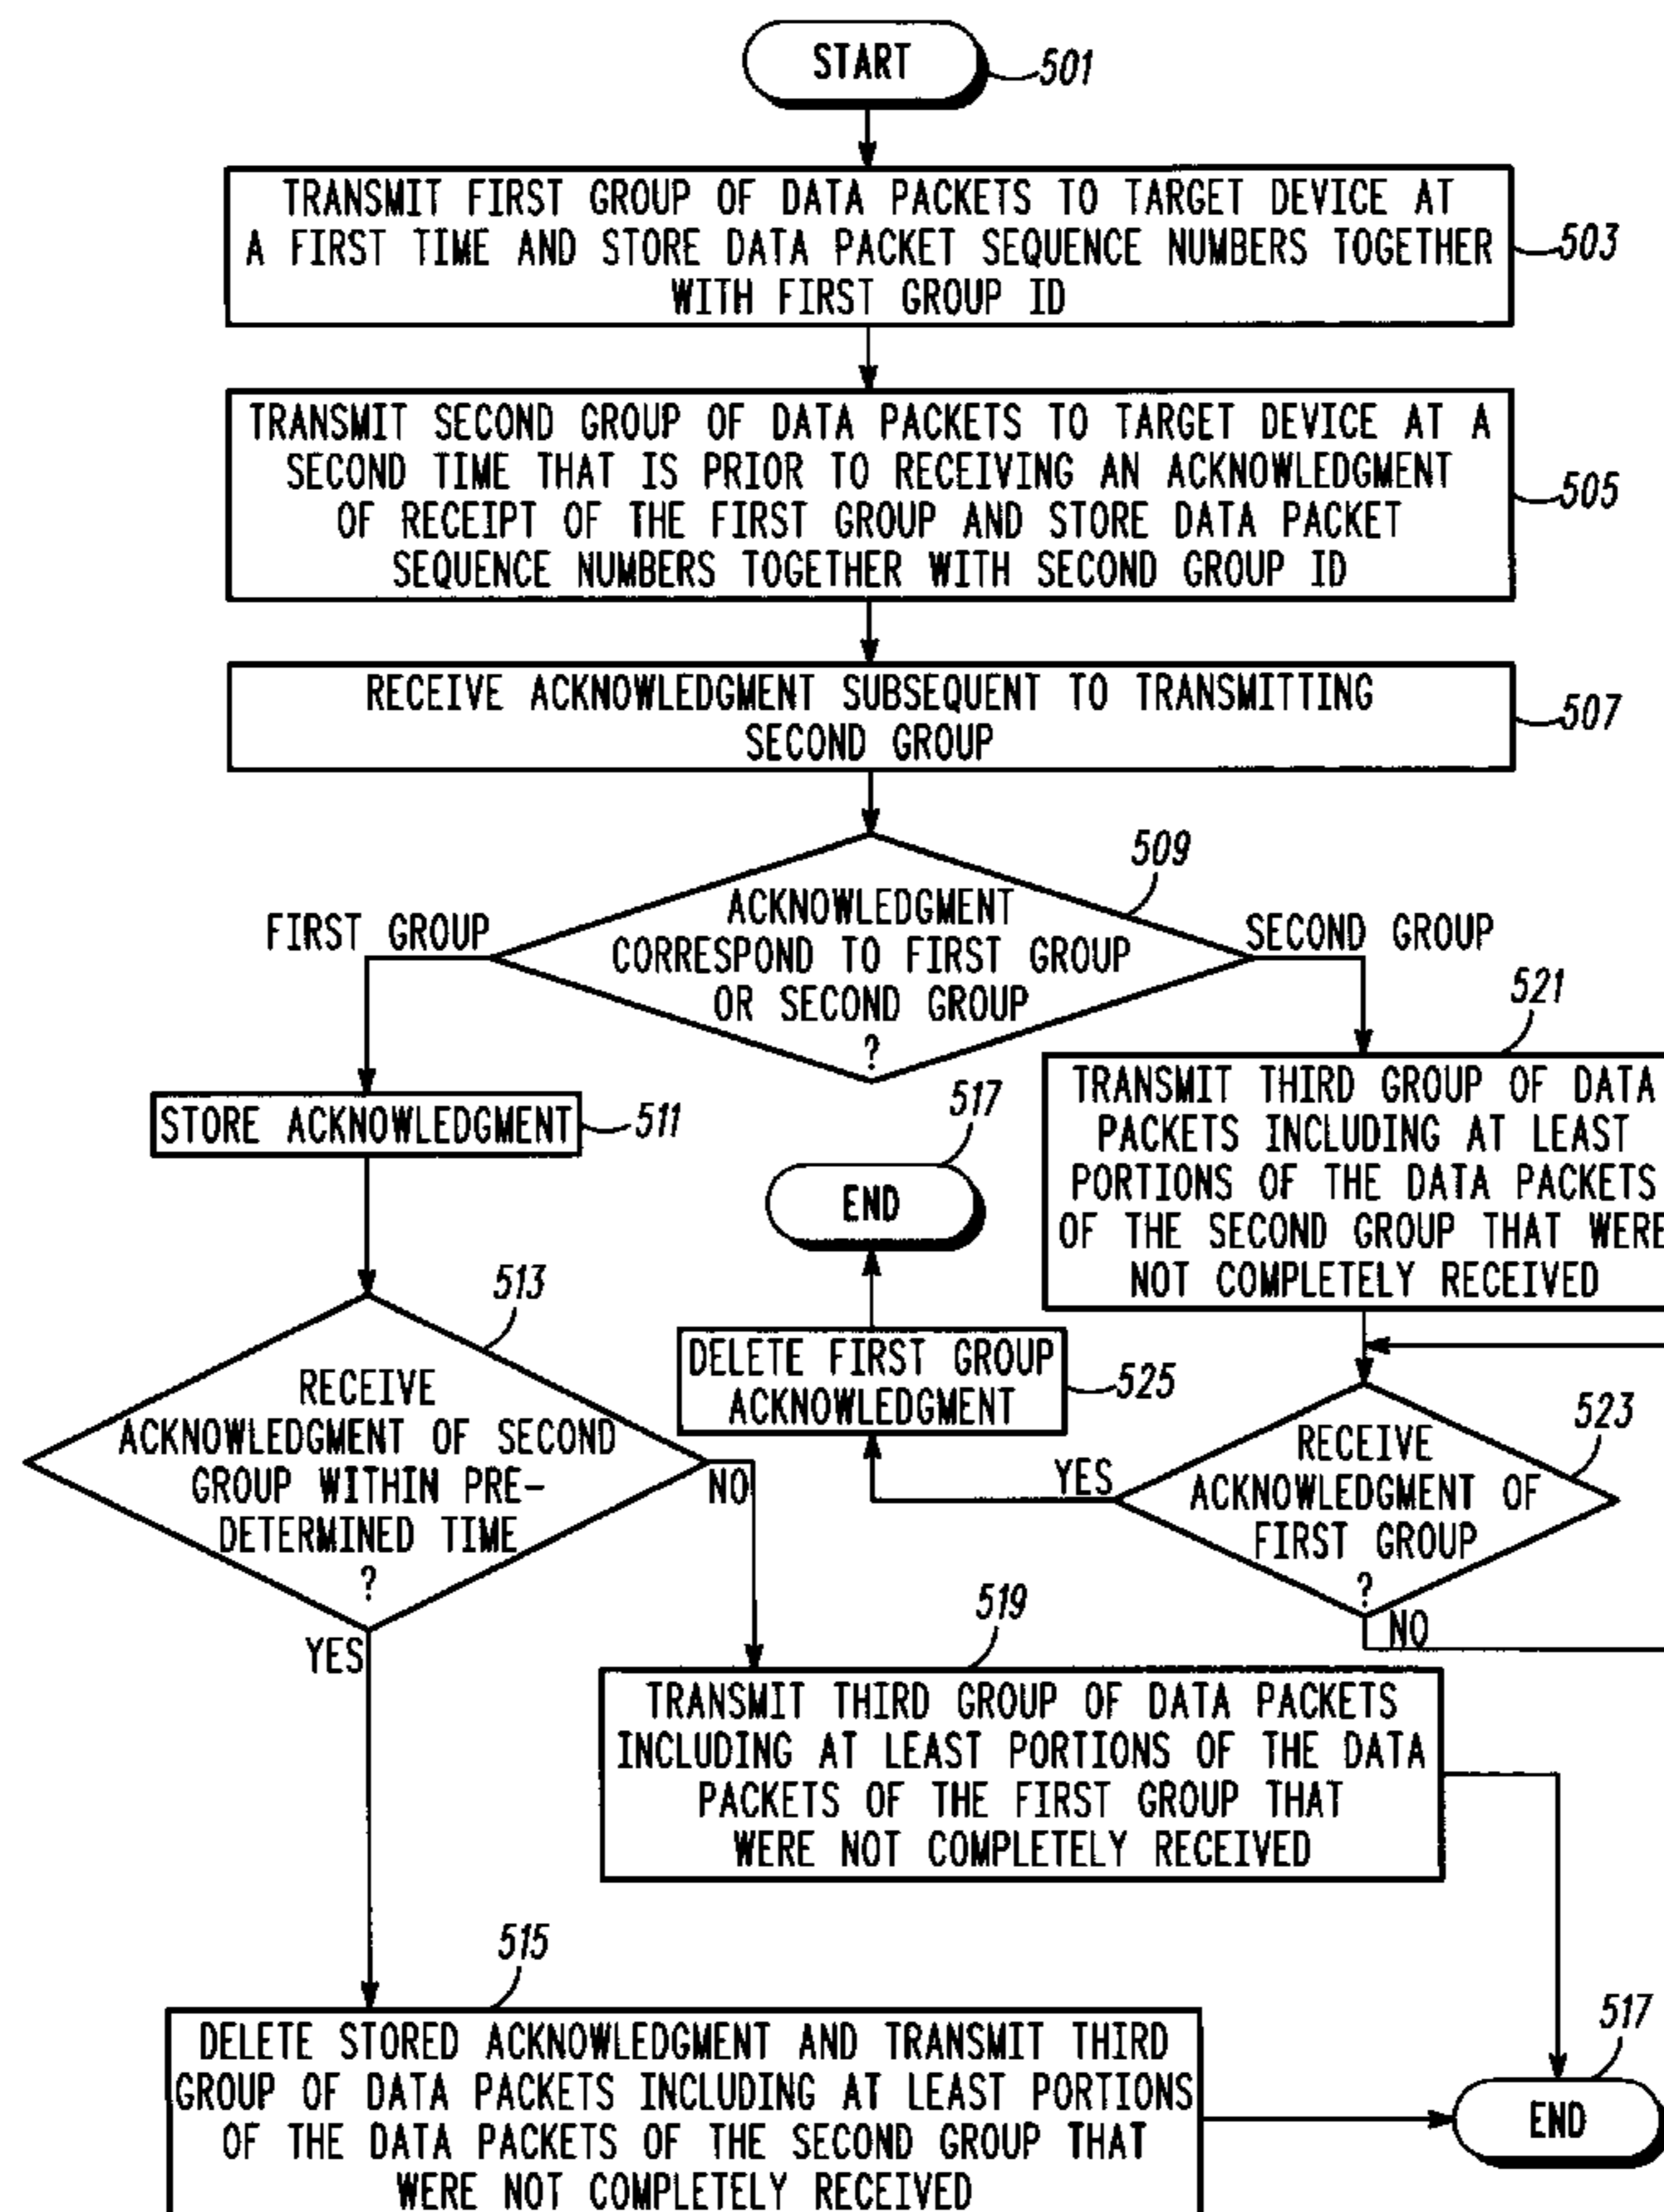 START
501
TRANSMIT FIRST GROUP OF DATA PACKETS TO TARGET DEVICE AT
A FIRST TIME AND STORE DATA PACKET SEQUENCE NUMBERS TOGETHER
WITH FIRST GROUP ID
503
TRANSMIT SECOND GROUP OF DATA PACKETS TO TARGET DEVICE AT A
SECOND TIME THAT IS PRIOR TO RECEIVING AN ACKNOWLEDGMENT
OF RECEIPT OF THE FIRST GROUP AND STORE DATA PACKET
SEQUENCE NUMBERS TOGETHER WITH SECOND GROUP ID
505
RECEIVE ACKNOWLEDGMENT SUBSEQUENT TO TRANSMITTING
SECOND GROUP
507
509
ACKNOWLEDGMENT
CORRESPOND TO FIRST GROUP
OR SECOND GROUP
?
FIRST GROUP
SECOND GROUP
STORE ACKNOWLEDGMENT
511
521
TRANSMIT THIRD GROUP OF DATA
PACKETS INCLUDING AT LEAST
PORTIONS OF THE DATA PACKETS
OF THE SECOND GROUP THAT WERE
NOT COMPLETELY RECEIVED
517
END
513
RECEIVE
ACKNOWLEDGMENT OF SECOND
GROUP WITHIN PRE-
DETERMINED TIME
?
NO
YES
DELETE FIRST GROUP
ACKNOWLEDGMENT
525
523
RECEIVE
ACKNOWLEDGMENT OF
FIRST GROUP
?
YES
NO
519
TRANSMIT THIRD GROUP OF DATA PACKETS
INCLUDING AT LEAST PORTIONS OF THE DATA
PACKETS OF THE FIRST GROUP THAT
WERE NOT COMPLETELY RECEIVED
515
DELETE STORED ACKNOWLEDGMENT AND TRANSMIT THIRD
GROUP OF DATA PACKETS INCLUDING AT LEAST PORTIONS
OF THE DATA PACKETS OF THE SECOND GROUP THAT
WERE NOT COMPLETELY RECEIVED
517
END